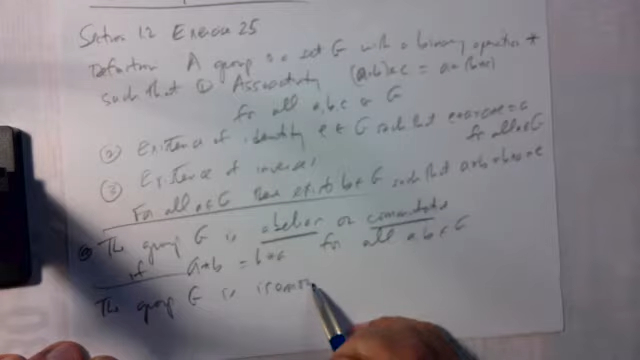 Section 1.2 Exercise 25
Definition A group is a set G with a binary operation *
such that ① Associativity (a*b)*c = a*(b*c)
for all a,b,c in G
② Existence of identity e ∈ G such that e*a=a*e=a
for all a∈G
③ Existence of inverses
For all a∈G there exists b∈G such that a*b=b*a=e
The group G is abelian or commutative
if a*b = b*a for all a,b∈G
The group G is isomor